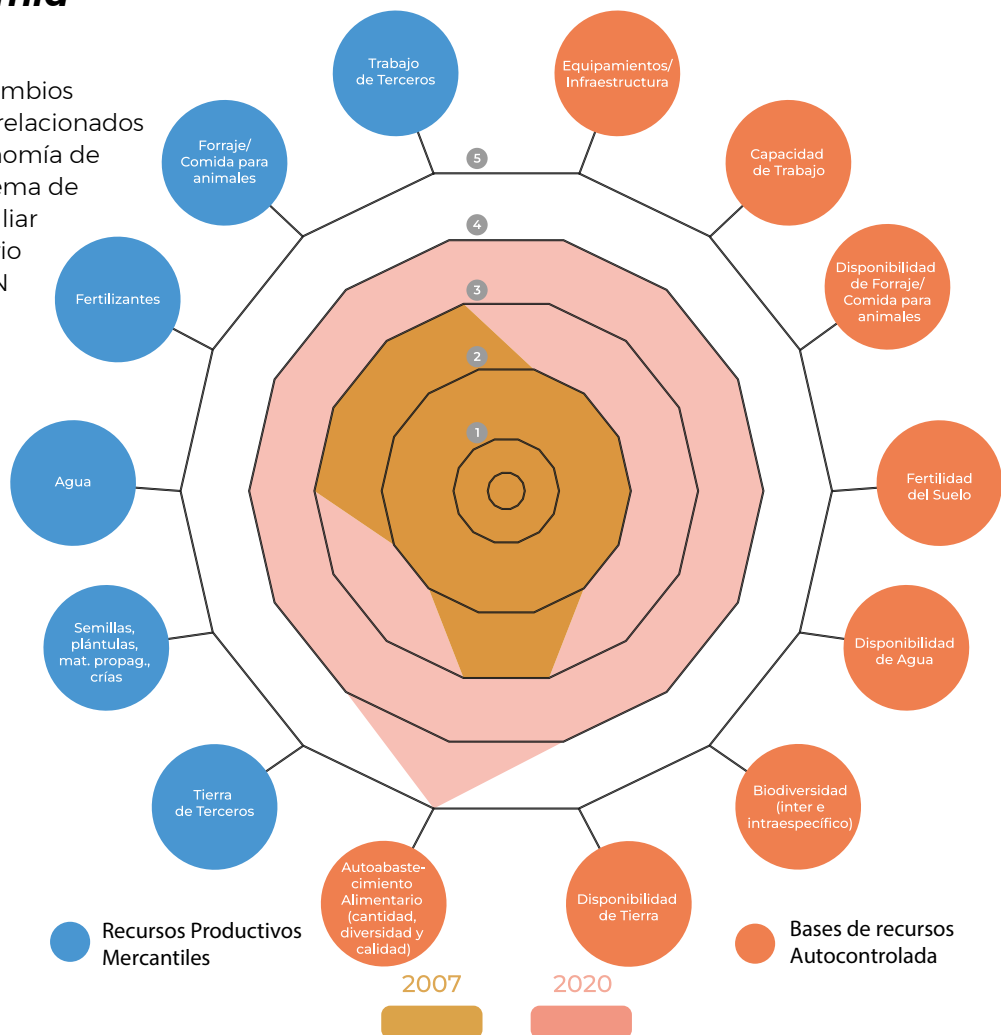 mbios
relacionados
nomía de
ema de
liar
rio
N
Trabajo
de Terceros
Equipamientos/
Infraestructura
Forraje/
Comida para
animales
Capacidad
de Trabajo
Fertilizantes
Disponibilidad
de Forraje/
Comida para
animales
Agua
Fertilidad
del Suelo
Semillas,
plántulas,
mat. propag.,
crías
Disponibilidad
de Agua
Tierra
de Terceros
Biodiversidad
(inter e
intraespecífico)
Autoabaste-
cimiento
Alimentario
(cantidad,
diversidad y
calidad)
Disponibilidad
de Tierra
5
4
3
2
1
Recursos Productivos
Mercantiles
Bases de recursos
Autocontrolada
2007
2020